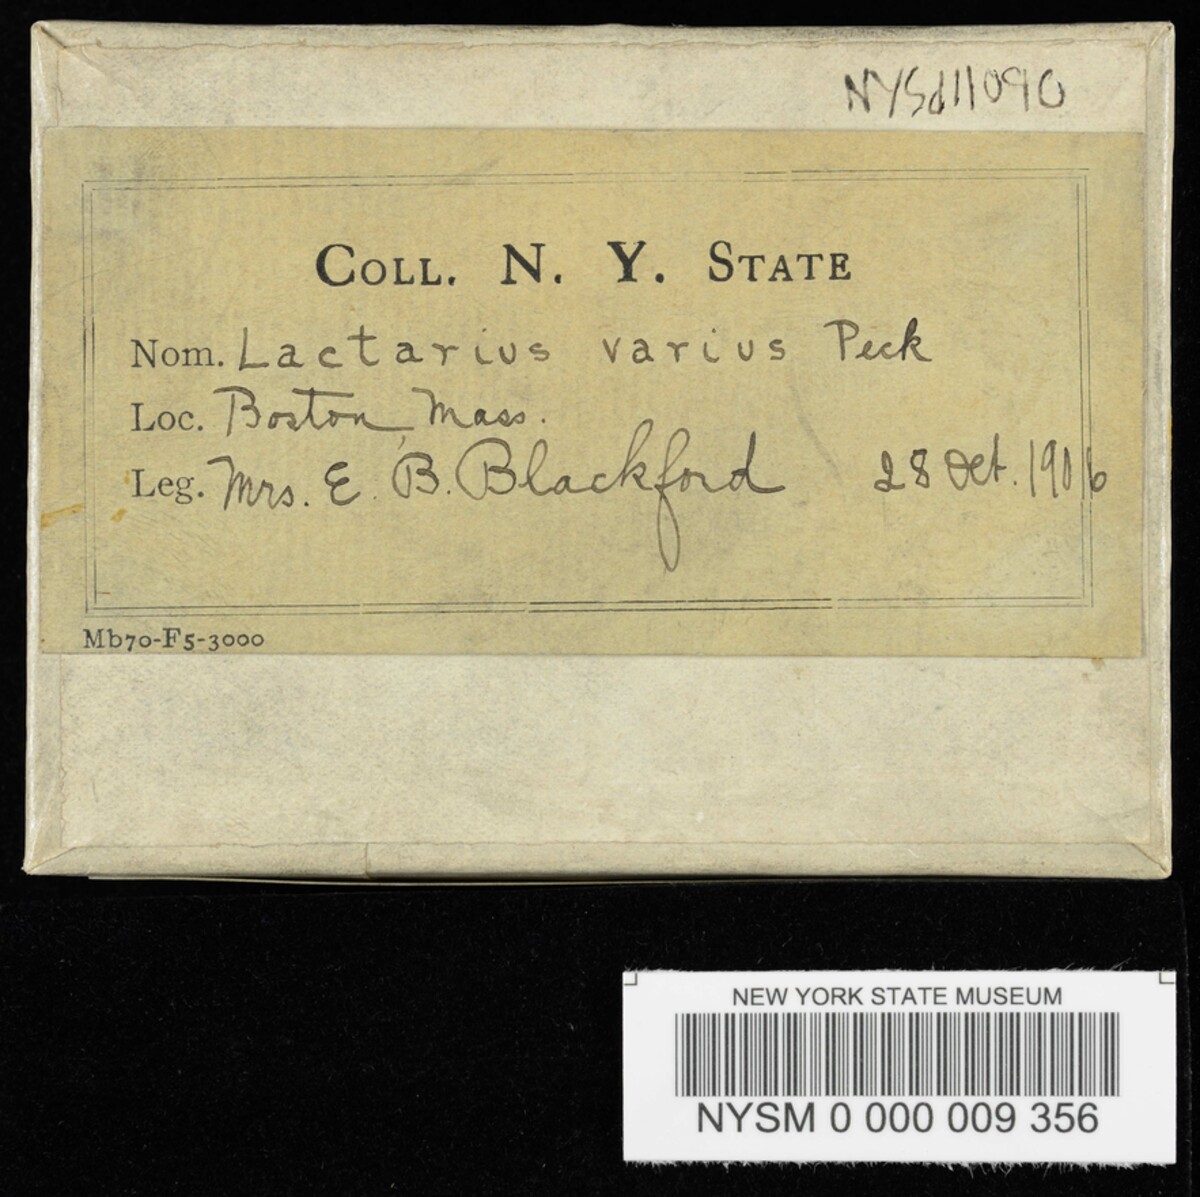 NYSd11090
COLL. N. Y. STATE
Nom. Lactarius varius Peck
Loc. Boston, Mass.
Leg. Mrs. E. B. Blackford 28 Oct. 1906
Mb70-F5-3000
NEW YORK STATE MUSEUM
NYSM 0 000 009 356